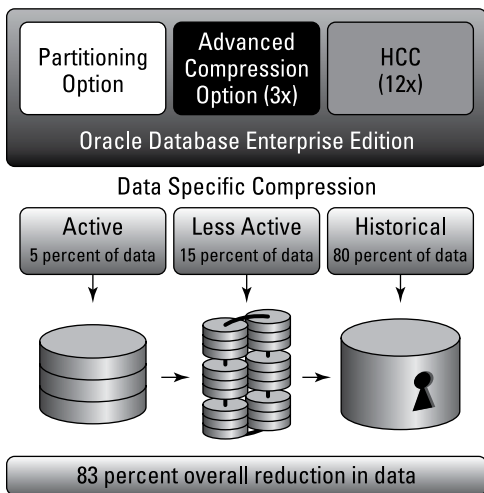 Partitioning
Option
Advanced
Compression
Option (3x)
HCC
(12x)
Oracle Database Enterprise Edition
Data Specific Compression
Active
5 percent of data
Less Active
15 percent of data
Historical
80 percent of data
83 percent overall reduction in data